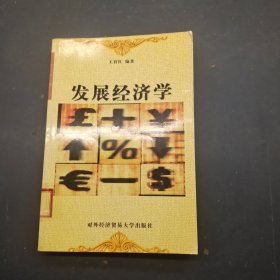 编著
发展经济学
£ + ¥
↑ % ↓
€ — $
对外经济贸易大学出版社